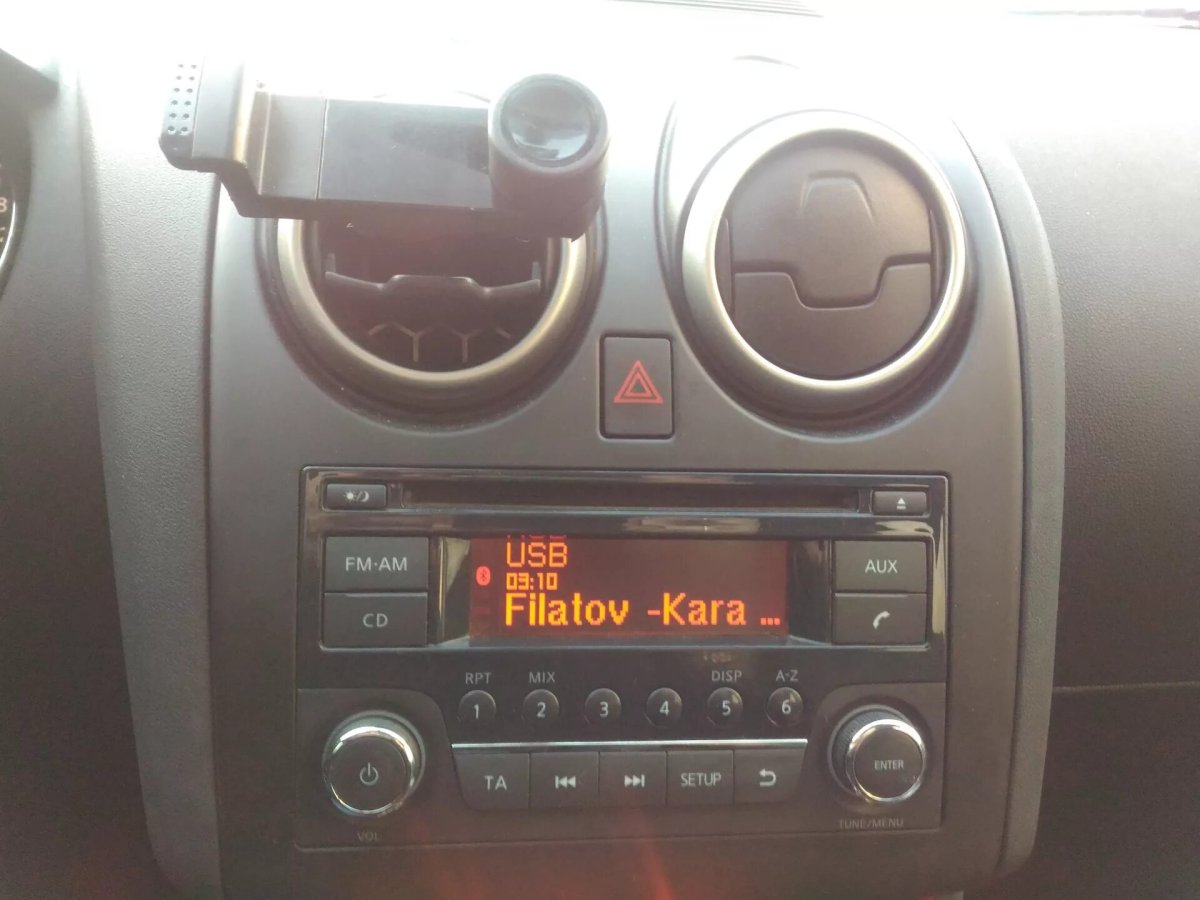 8
FM·AM
CD
USB
03:10
Filatov -Kara ...
AUX
RPT
MIX
DISP
A-Z
1
2
3
4
5
6
TA
SETUP
ENTER
VOL
TUNE/MENU